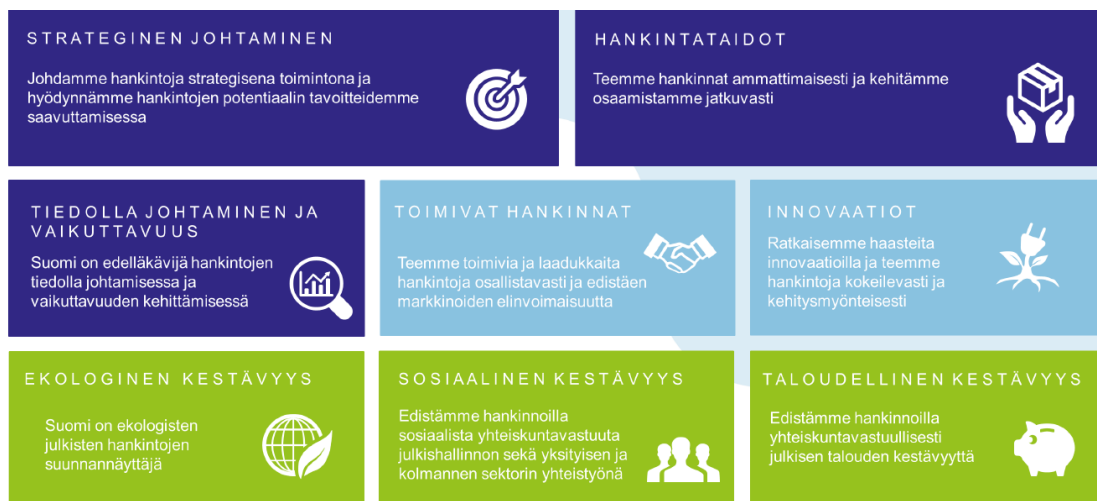 STRATEGINEN JOHTAMINEN
Johdamme hankintoja strategisena toimintona ja
hyödynnämme hankintojen potentiaalin tavoitteidemme
saavuttamisessa
HANKINTATAIDOT
Teemme hankinnat ammattimaisesti ja kehitämme
osaamistamme jatkuvasti
TIEDOLLA JOHTAMINEN JA
VAIKUTTAVUUS
Suomi on edelläkävijä hankintojen
tiedolla johtamisessa ja
vaikuttavuuden kehittämisessä
TOIMIVAT HANKINNAT
Teemme toimivia ja laadukkaita
hankintoja osallistavasti ja edistäen
markkinoiden elinvoimaisuutta
INNOVAATIOT
Ratkaisemme haasteita
innovaatioilla ja teemme
hankintoja kokeilevasti ja
kehitysmyönteisesti
EKOLOGINEN KESTÄVYYS
Suomi on ekologisten
julkisten hankintojen
suunnannäyttäjä
SOSIAALINEN KESTÄVYYS
Edistämme hankinnoilla
sosiaalista yhteiskuntavastuuta
julkishallinnon sekä yksityisen ja
kolmannen sektorin yhteistyönä
TALOUDELLINEN KESTÄVYYS
Edistämme hankinnoilla
yhteiskuntavastuullisesti
julkisen talouden kestävyyttä